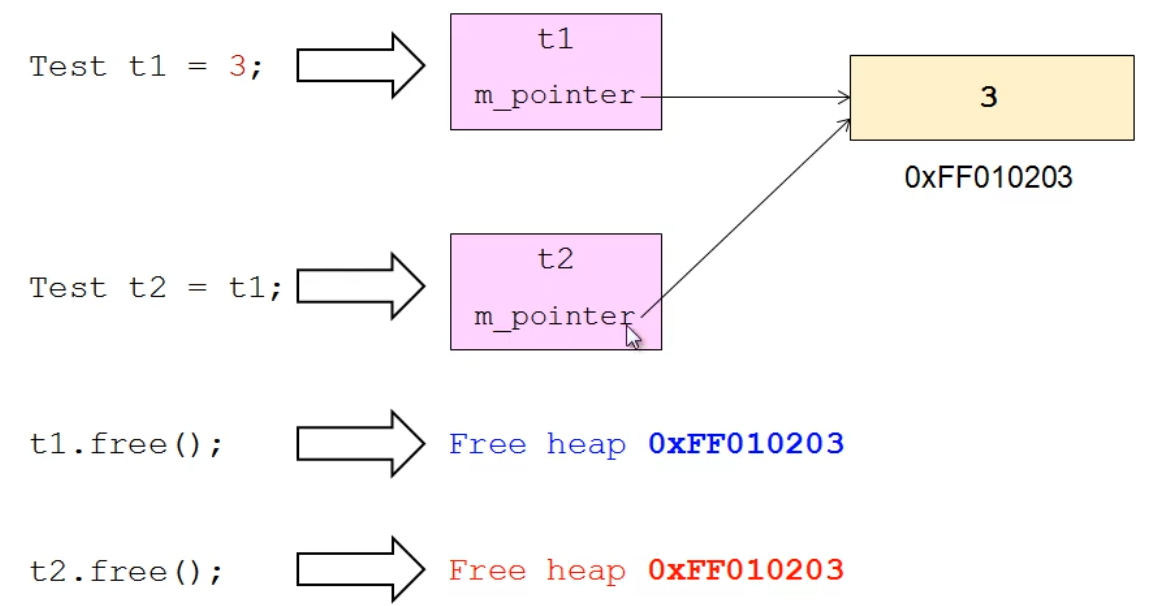 Test t1 = 3;
t1
m_pointer
3
0xFF010203
Test t2 = t1;
t2
m_pointer
t1.free();
Free heap 0xFF010203
t2.free();
Free heap 0xFF010203